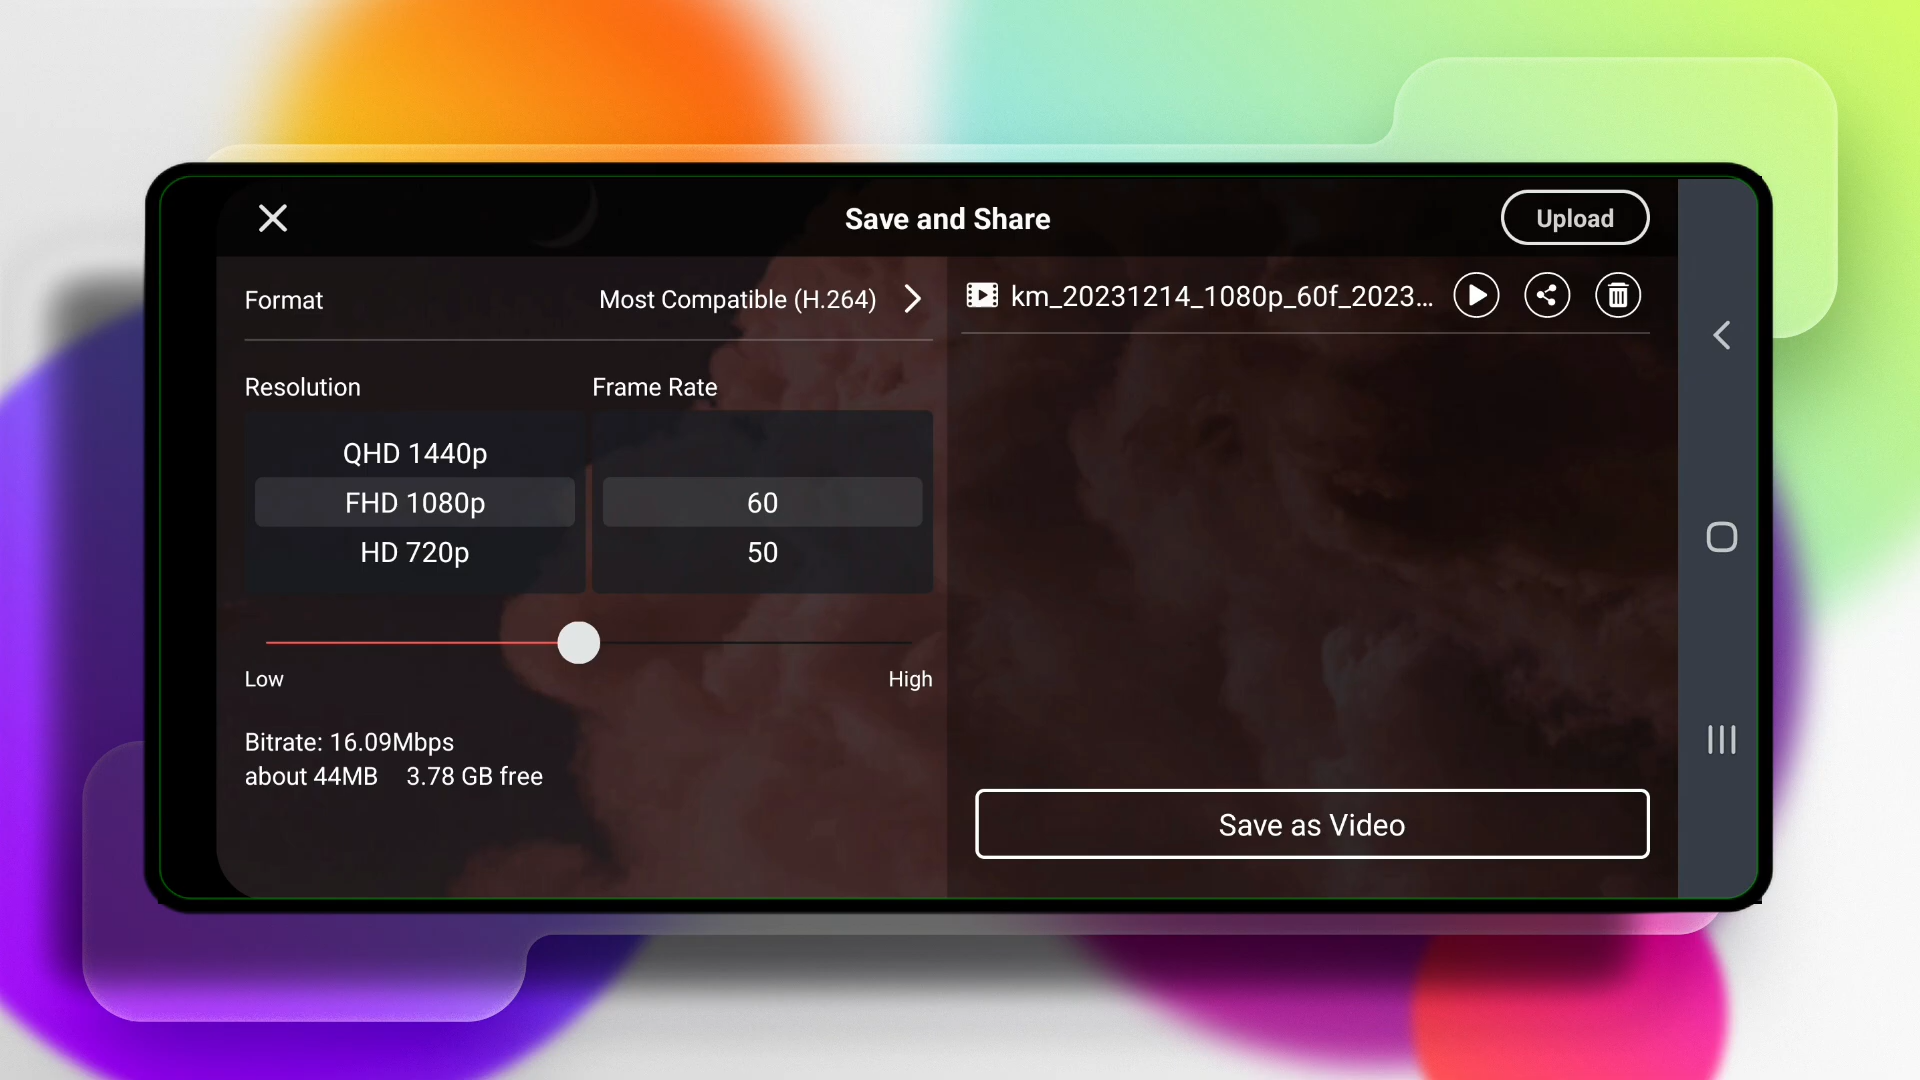 Save and Share
Upload
Format
Most Compatible (H.264)
km_20231214_1080p_60f_2023...
Resolution
Frame Rate
QHD 1440p
FHD 1080p
HD 720p
60
50
Low
High
Bitrate: 16.09Mbps
about 44MB 3.78 GB free
Save as Video